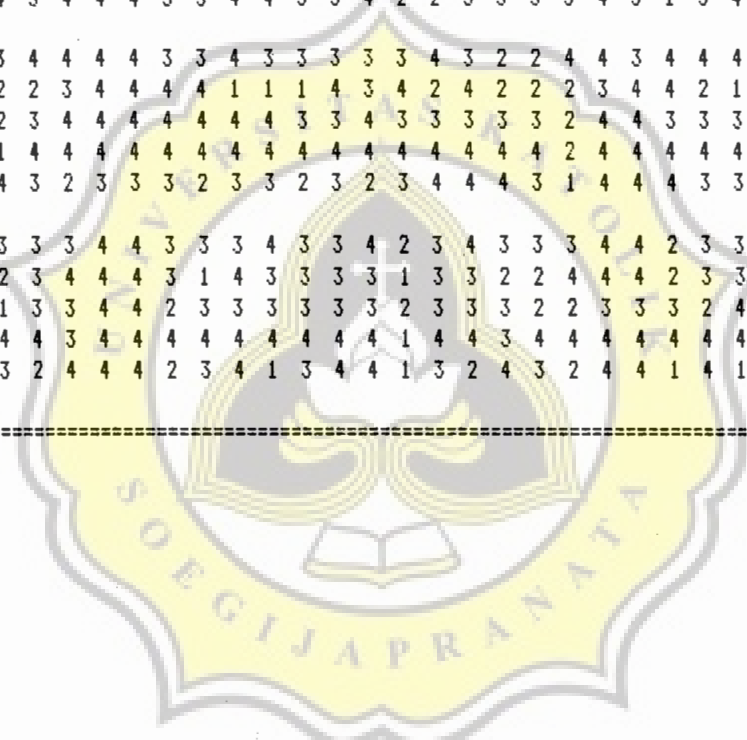 3 4 4 4 4 3 3 4 3 3 3 3 3 4 3 2 2 4 4 3 4 4 4
2 2 3 4 4 4 4 1 1 1 4 3 4 2 4 2 2 2 3 4 4 2 1
2 3 4 4 4 4 4 4 4 3 3 4 3 3 3 3 3 2 4 4 3 3 3
1 4 4 4 4 4 4 4 4 4 4 4 4 4 4 4 4 2 4 4 4 4 4
4 3 2 3 3 3 2 3 3 2 3 2 3 4 4 4 3 1 4 4 4 3 3
3 3 3 4 4 3 3 3 4 3 3 4 2 3 4 3 3 3 4 4 2 3 3
2 3 4 4 4 3 1 4 3 3 3 3 1 3 3 2 2 4 4 4 2 3 3
1 3 3 4 4 2 3 3 3 3 3 3 2 3 3 3 2 2 3 3 3 2 4
4 4 3 4 4 4 4 4 4 4 4 4 1 4 4 3 4 4 4 4 4 4 4
3 2 4 4 4 2 3 4 1 3 4 4 1 3 2 4 3 2 4 4 1 4 1
UNIVERSITAS KATOLIK
SOEGIJAPRANATA